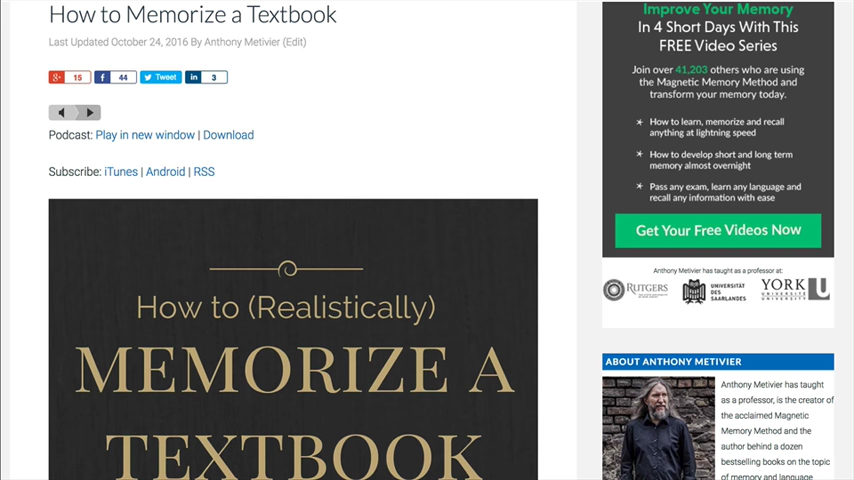 How to Memorize a Textbook
Last Updated October 24, 2016 By Anthony Metivier (Edit)
15
44
Tweet
3
Podcast: Play in new window | Download
Subscribe: iTunes | Android | RSS
How to (Realistically)
MEMORIZE A
TEXTBOOK
Improve Your Memory
In 4 Short Days With This
FREE Video Series
Join over 41,203 others who are using
the Magnetic Memory Method and
transform your memory today.
How to learn, memorize and recall
anything at lightning speed
How to develop short and long term
memory almost overnight
Pass any exam, learn any language and
recall any information with ease
Get Your Free Videos Now
Anthony Metivier has taught as a professor at:
RUTGERS
UNIVERSITÄT
DES
SAARLANDES
YORK
UNIVERSITÉ
UNIVERSITY
ABOUT ANTHONY METIVIER
Anthony Metivier has taught
as a professor, is the creator of
the acclaimed Magnetic
Memory Method and the
author behind a dozen
bestselling books on the topic
of memory and language